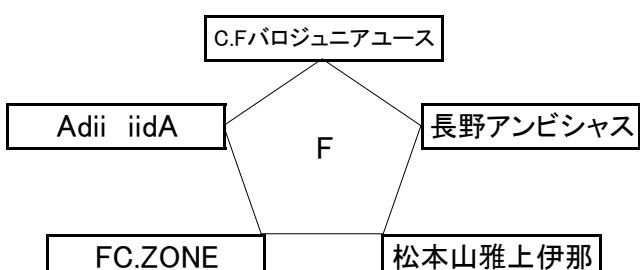 C.Fバロジュニアユース
Adii iidA
長野アンビシャス
F
FC.ZONE
松本山雅上伊那